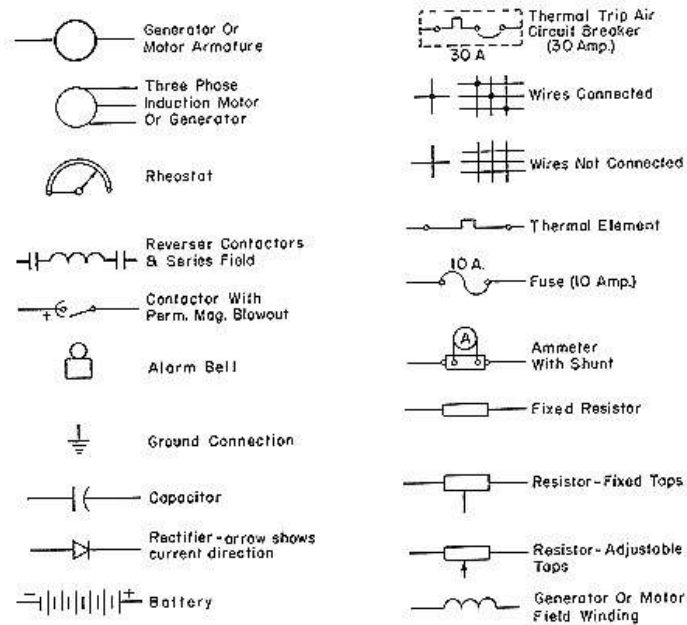 Generator Or
Motor Armature
Three Phase
Induction Motor
Or Generator
Rheostat
Reverser Contactors
& Series Field
+
Contactor With
Perm. Mag. Blowout
Alarm Bell
Ground Connection
Capacitor
Rectifier - arrow shows
current direction
- +
Battery
30 A
Thermal Trip Air
Circuit Breaker
(30 Amp.)
Wires Connected
Wires Not Connected
Thermal Element
10 A.
Fuse (10 Amp.)
A
Ammeter
With Shunt
Fixed Resistor
Resistor - Fixed Taps
Resistor - Adjustable
Taps
Generator Or Motor
Field Winding